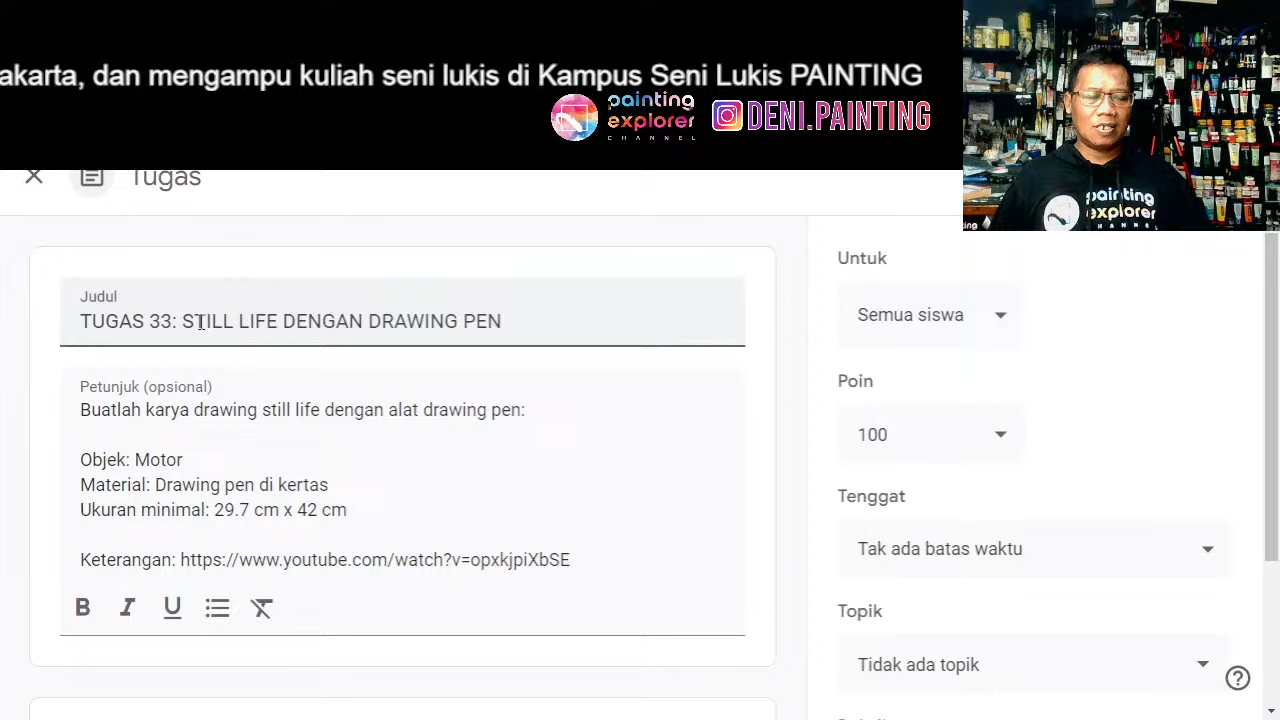 akarta, dan mengampu kuliah seni lukis di Kampus Seni Lukis PAINTING
painting
explorer
CHANNEL
DENI.PAINTING
painting
explorer
Tugas
Judul
TUGAS 33: STILL LIFE DENGAN DRAWING PEN
Petunjuk (opsional)
Buatlah karya drawing still life dengan alat drawing pen:
Objek: Motor
Material: Drawing pen di kertas
Ukuran minimal: 29.7 cm x 42 cm
Keterangan: https://www.youtube.com/watch?v=opxkjpiXbSE
B I U
Untuk
Semua siswa
Poin
100
Tenggat
Tak ada batas waktu
Topik
Tidak ada topik